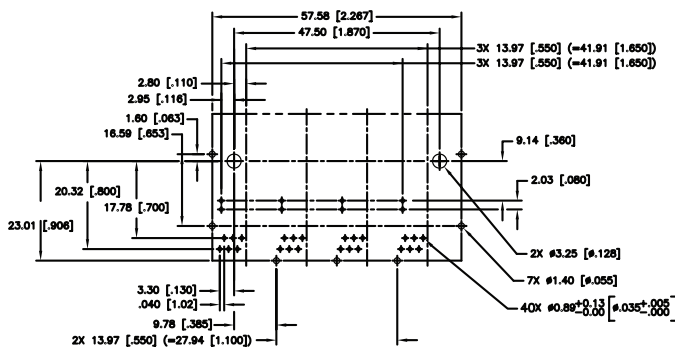 57.58 [2.267]
47.50 [1.870]
3X 13.97 [.550] (=41.91 [1.650])
3X 13.97 [.550] (=41.91 [1.650])
2.80 [.110]
2.95 [.116]
1.60 [.063]
16.59 [.653]
9.14 [.360]
20.32 [.800]
2.03 [.080]
17.78 [.700]
23.01 [.906]
2X ø3.25 [ø.128]
7X ø1.40 [ø.055]
3.30 [.130]
40X ø0.89 +0.13 -0.00 [ø.035 +.005 -.000]
.040 [1.02]
9.78 [.385]
2X 13.97 [.550] (=27.94 [1.100])